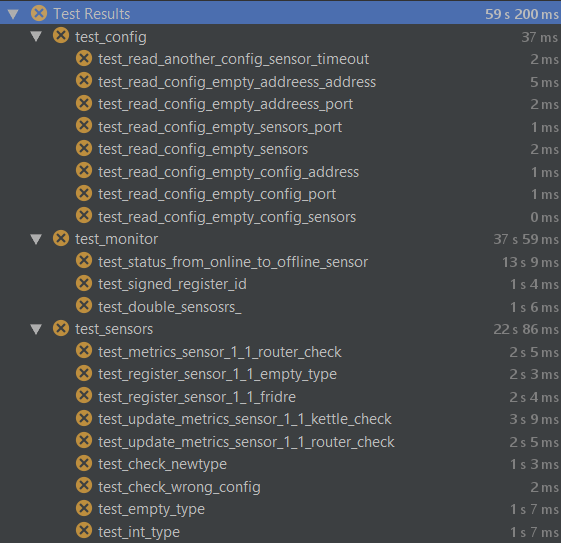 Test Results 59 s 200 ms
test_config 37 ms
test_read_another_config_sensor_timeout 2 ms
test_read_config_empty_addreess_address 5 ms
test_read_config_empty_addreess_port 2 ms
test_read_config_empty_sensors_port 1 ms
test_read_config_empty_sensors 2 ms
test_read_config_empty_config_address 1 ms
test_read_config_empty_config_port 1 ms
test_read_config_empty_config_sensors 0 ms
test_monitor 37 s 59 ms
test_status_from_online_to_offline_sensor 13 s 9 ms
test_signed_register_id 1 s 4 ms
test_double_sensosrs_ 1 s 6 ms
test_sensors 22 s 86 ms
test_metrics_sensor_1_1_router_check 2 s 5 ms
test_register_sensor_1_1_empty_type 2 s 3 ms
test_register_sensor_1_1_fridre 2 s 4 ms
test_update_metrics_sensor_1_1_kettle_check 3 s 9 ms
test_update_metrics_sensor_1_1_router_check 2 s 5 ms
test_check_newtype 1 s 3 ms
test_check_wrong_config 2 ms
test_empty_type 1 s 7 ms
test_int_type 1 s 7 ms